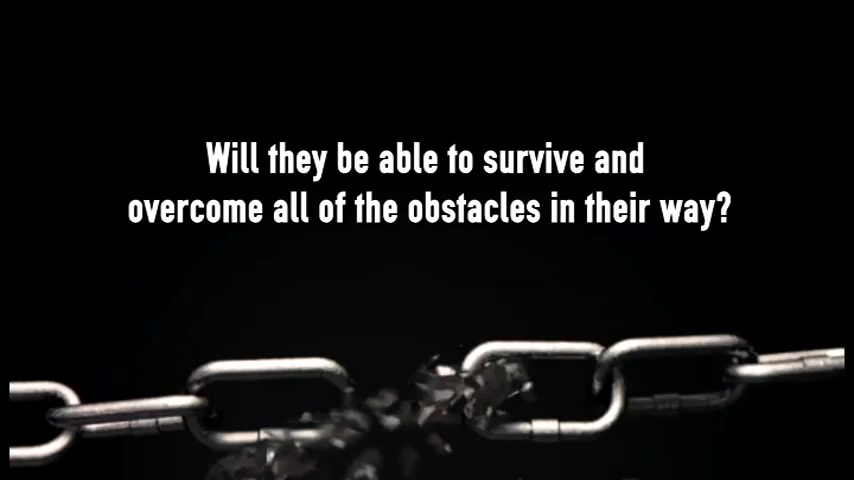 Will they be able to survive and
overcome all of the obstacles in their way?